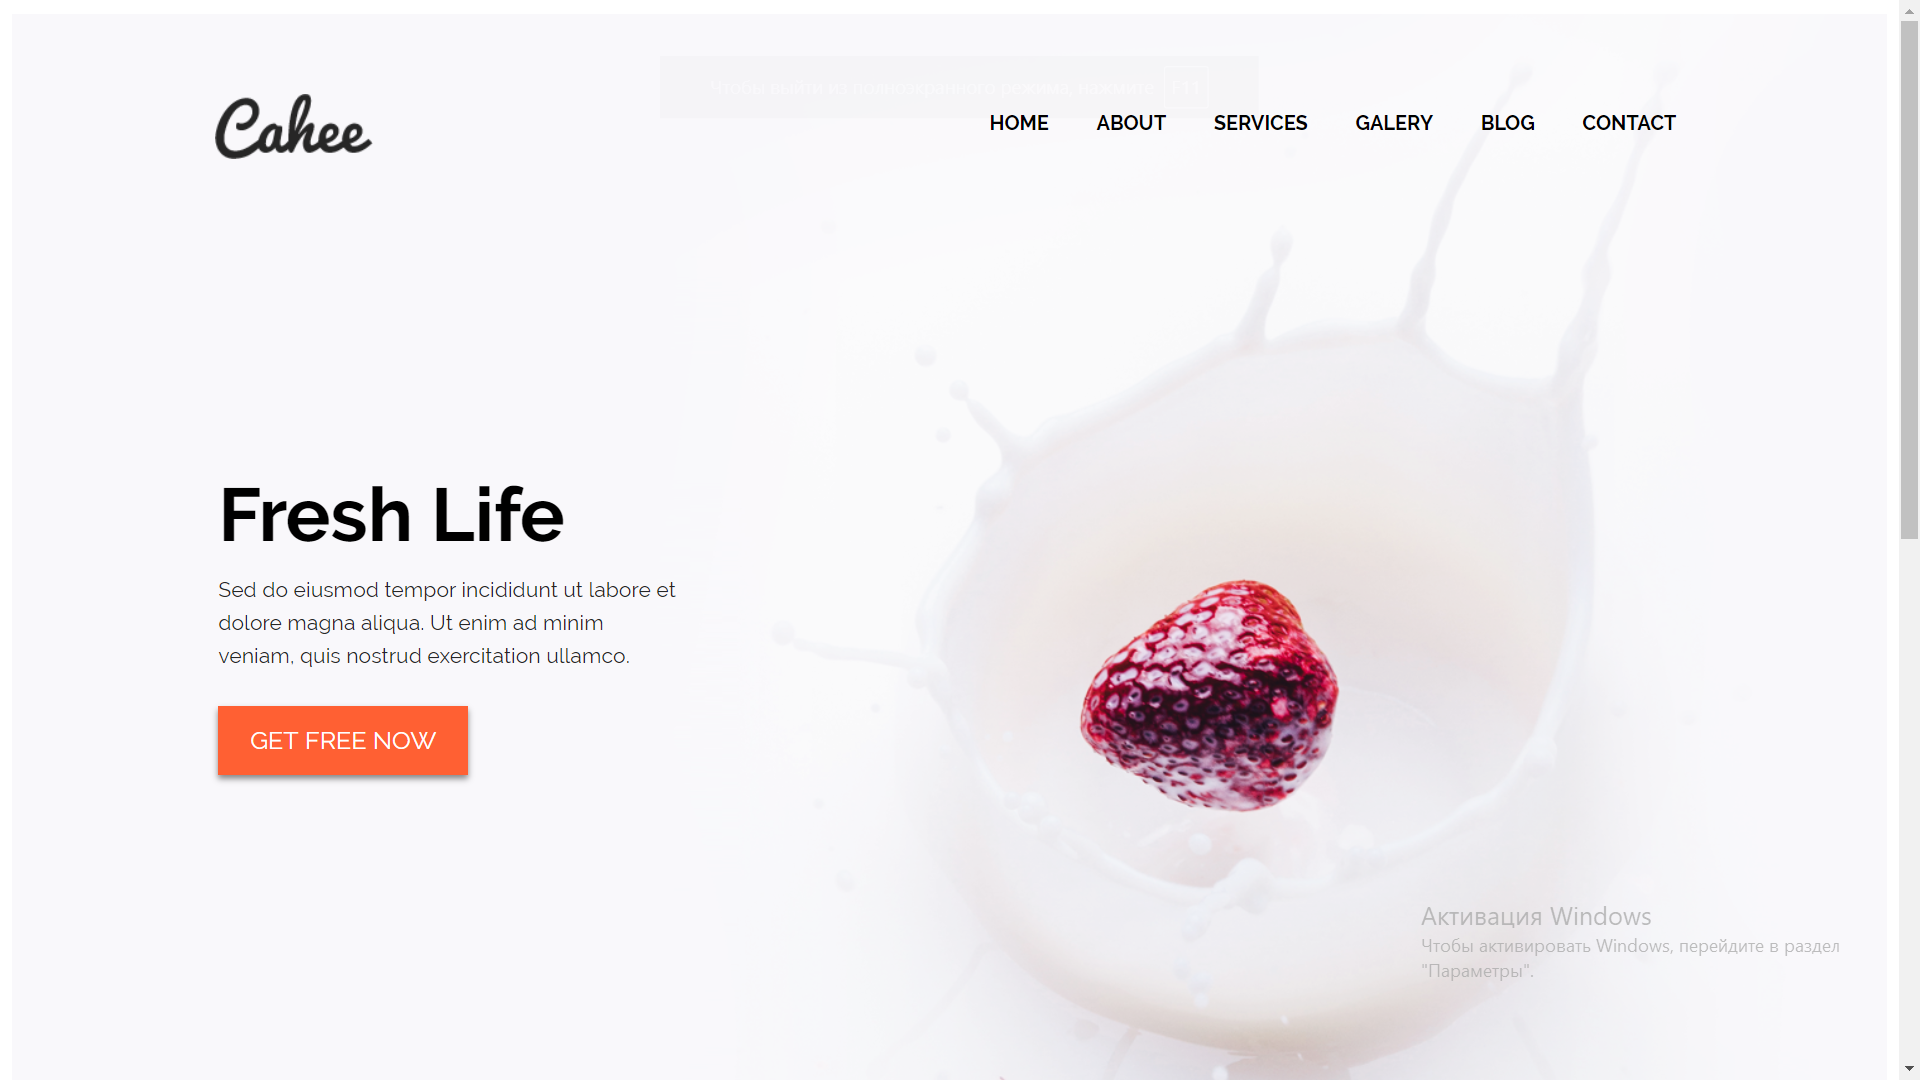 Чтобы выйти из полноэкранного режима, нажмите F11
Cahee
HOME ABOUT SERVICES GALERY BLOG CONTACT
Fresh Life
Sed do eiusmod tempor incididunt ut labore et
dolore magna aliqua. Ut enim ad minim
veniam, quis nostrud exercitation ullamco.
GET FREE NOW
Активация Windows
Чтобы активировать Windows, перейдите в раздел
"Параметры".